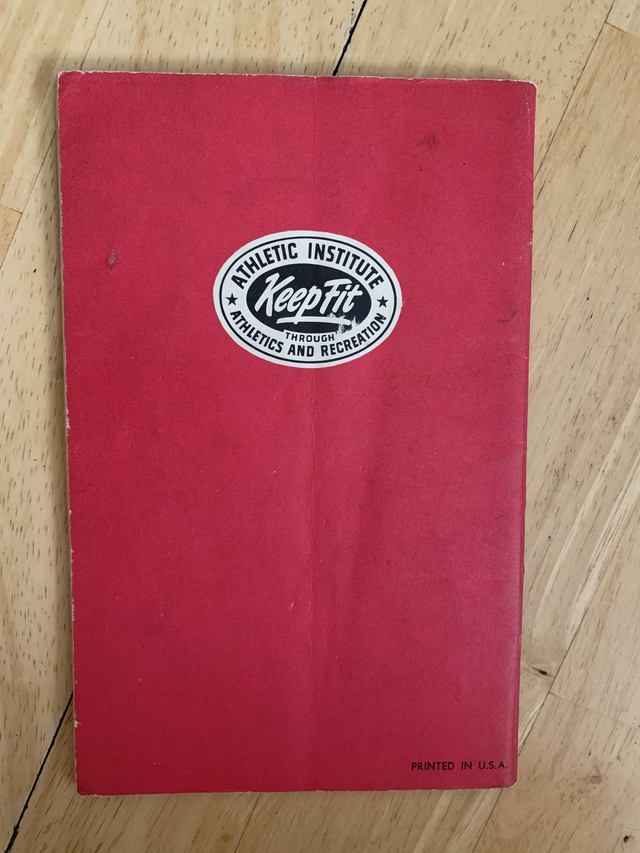 ATHLETIC INSTITUTE
KeepFit
THROUGH
ATHLETICS AND RECREATION
PRINTED IN U.S.A.